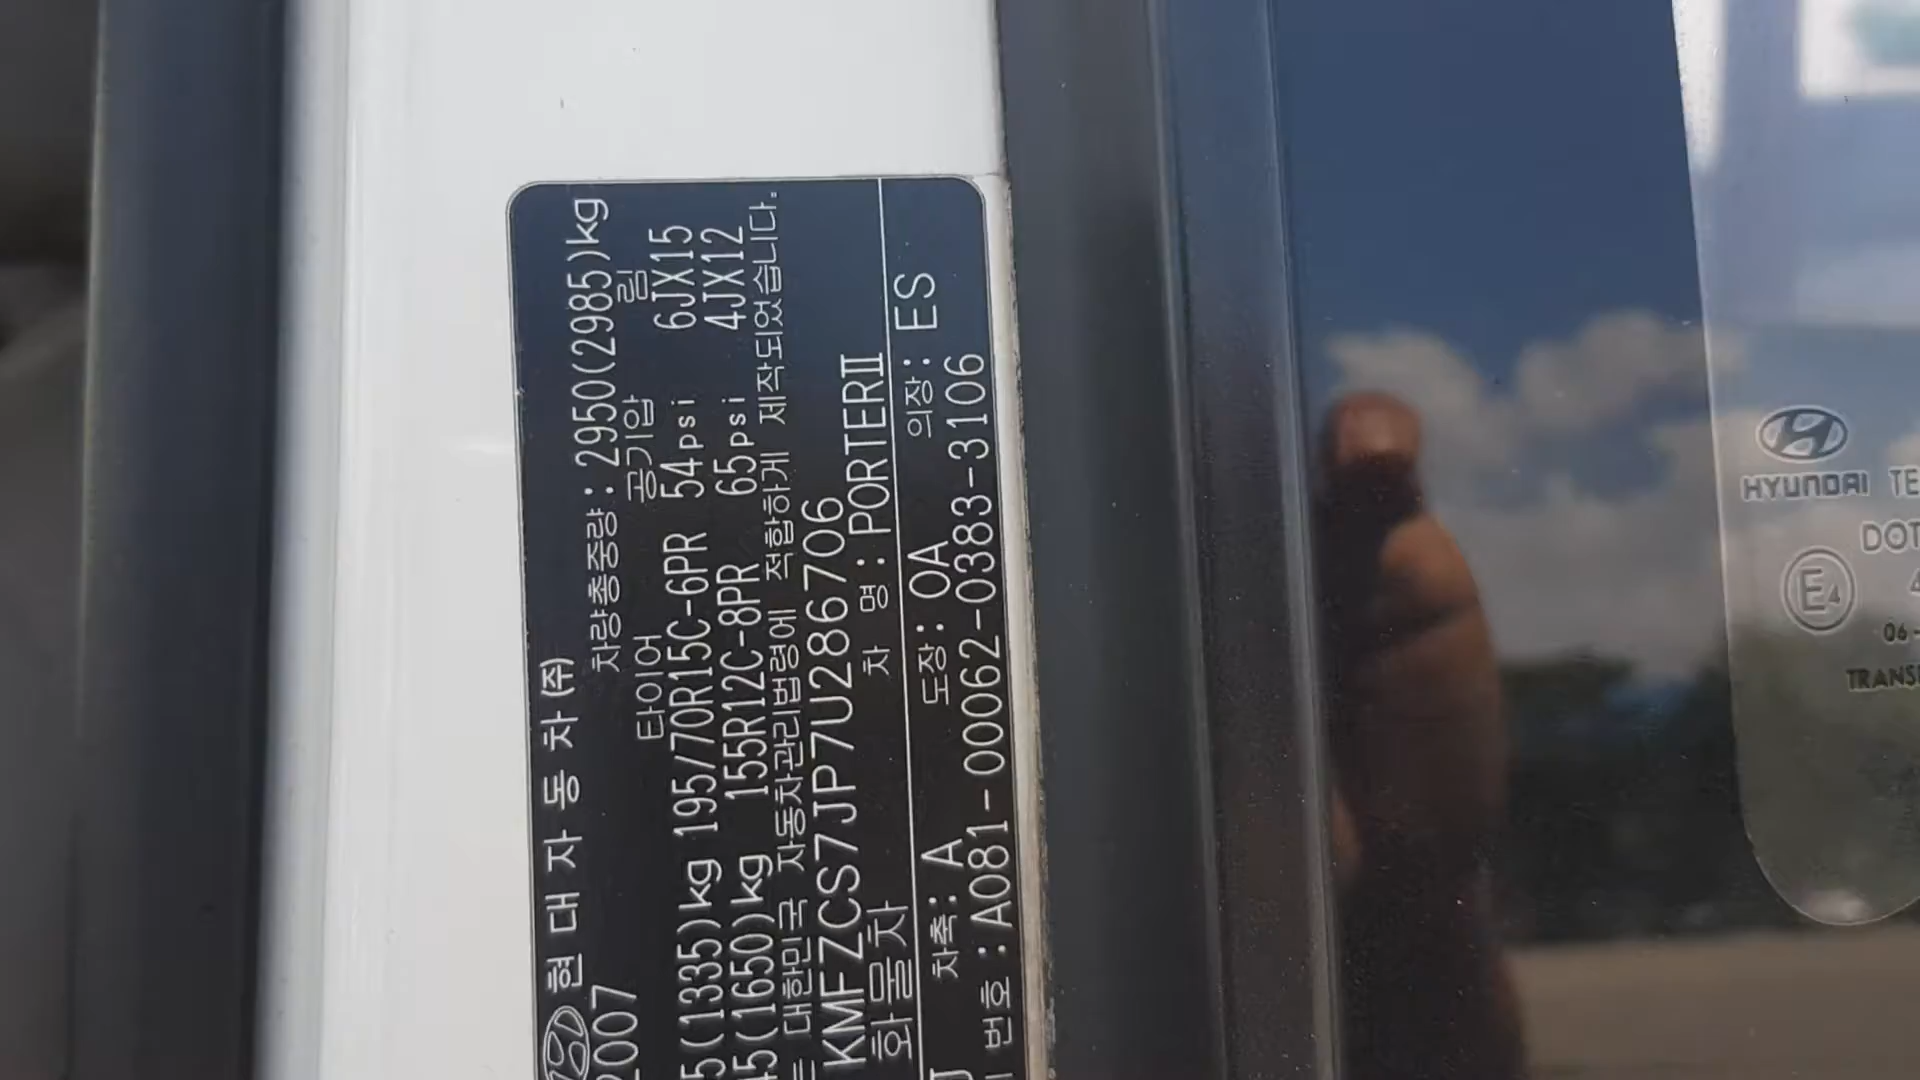 현대자동차(주)
2007 차량총중량:2950(2985)kg
타이어 공기압 림
5(1335)kg 195/70R15C-6PR 54psi 6JX15
45(1650)kg 155R12C-8PR 65psi 4JX12
대한민국 자동차관리법령에 적합하게 제작되었습니다.
KMFZCS7JP7U286706
화물차 차 명:PORTERⅡ
차축:A 도장:OA 의장:ES
번호:A081-00062-0383-3106
HYUNDAI
DOT
E4
06